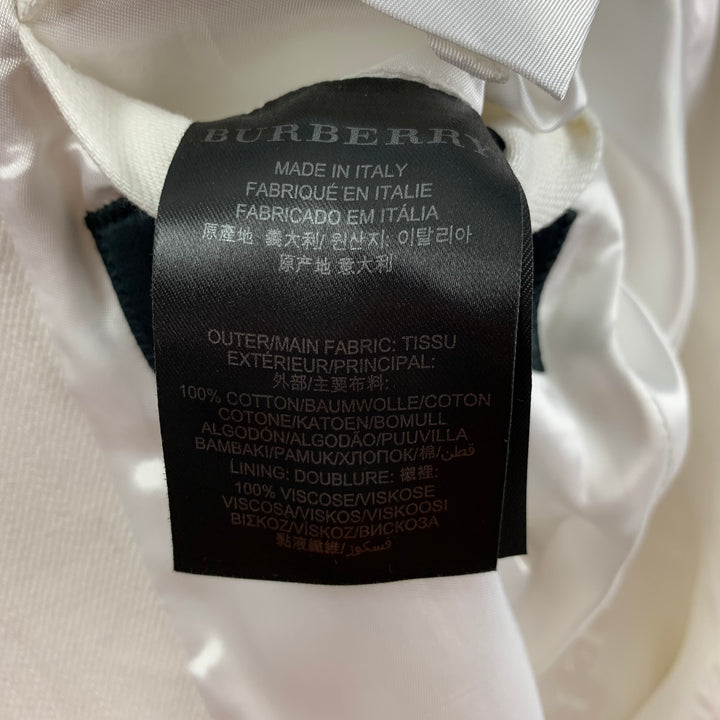 BURBERRY
MADE IN ITALY
FABRIQUÉ EN ITALIE
FABRICADO EM ITÁLIA
原產地 義大利/ 원산지: 이탈리아
原产地 意大利
OUTER/MAIN FABRIC: TISSU
EXTÉRIEUR/PRINCIPAL:
外部/主要布料:
100% COTTON/BAUMWOLLE/COTON
COTONE/KATOEN/BOMULL
ALGODÓN/ALGODÃO/PUUVILLA
BAMBAKI/PAMUK/ХЛОПОК/棉/قطن
LINING: DOUBLURE: 襯裡:
100% VISCOSE/VISKOSE
VISCOSA/VISKOS/VISKOOSI
ΒΙΣΚΟΖ/VISKOZ/ВИСКОЗА
黏液纖維/فسكوز